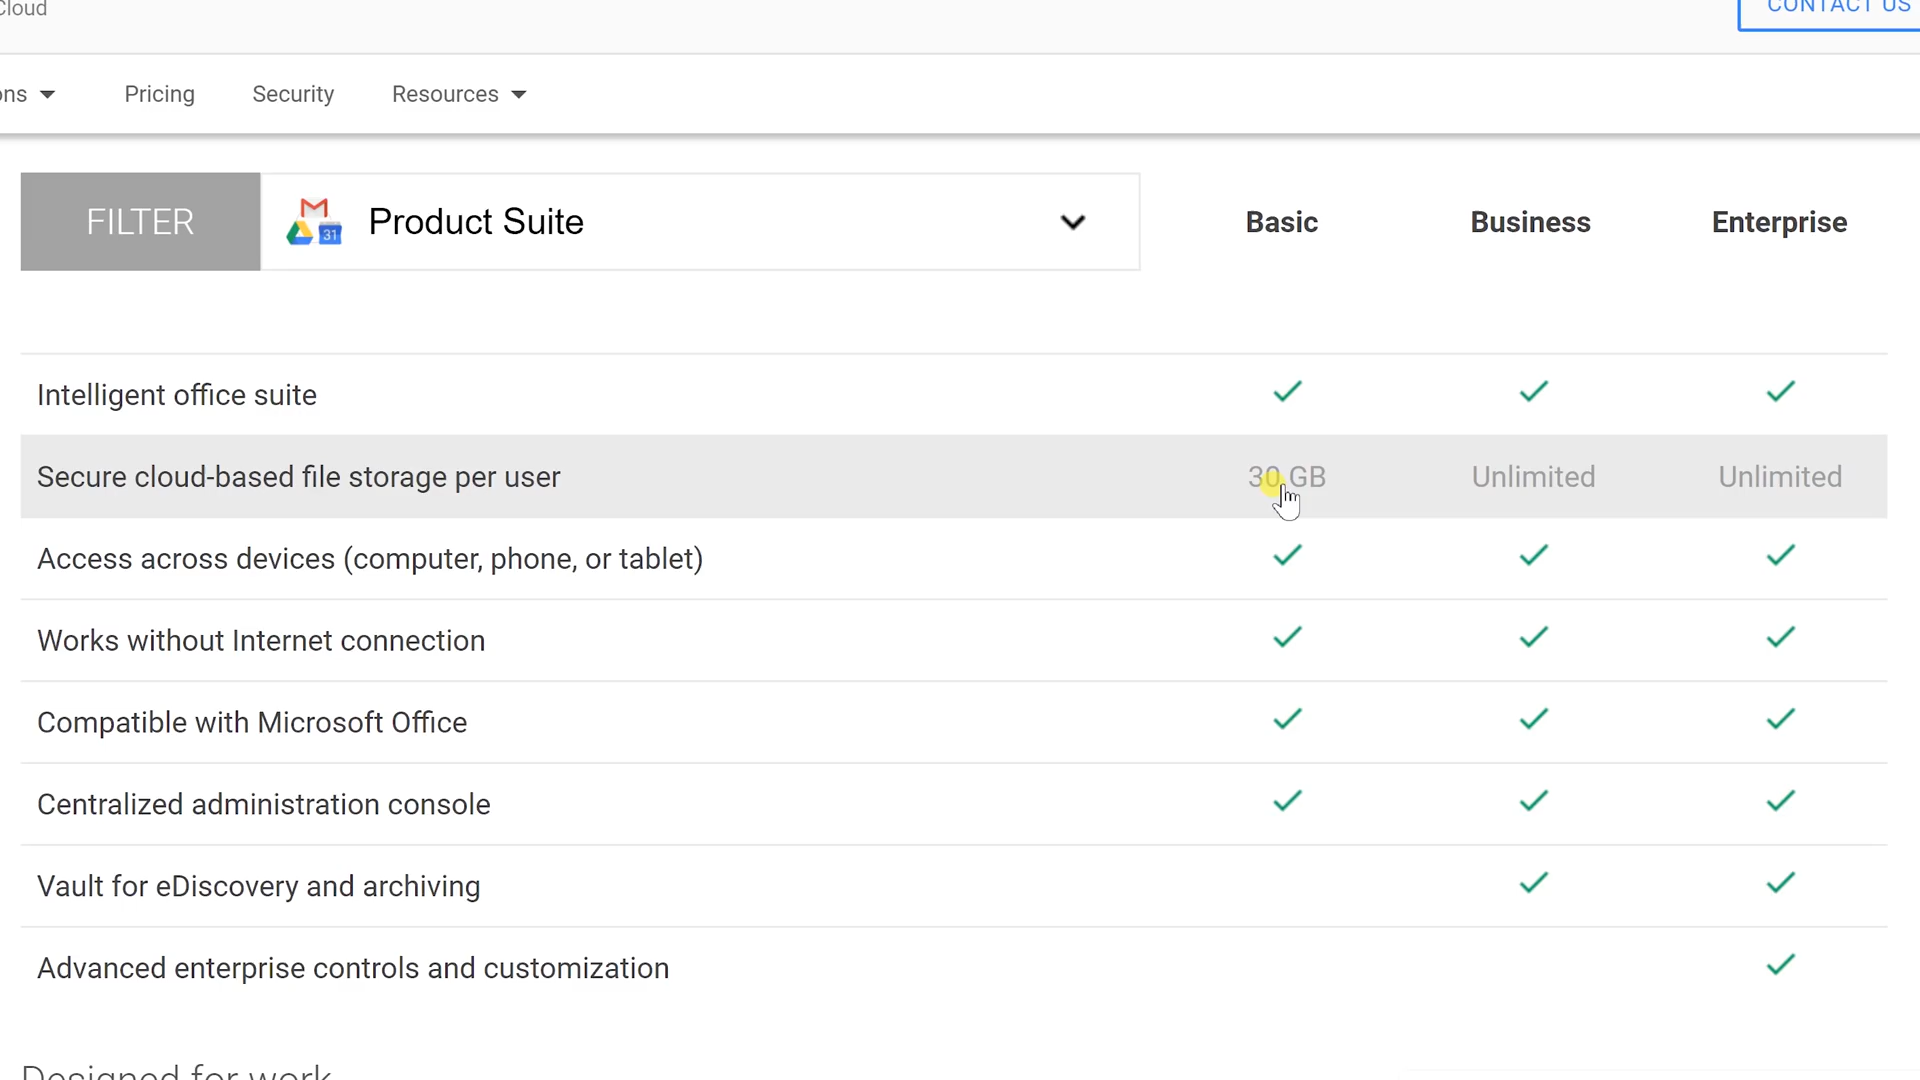 Cloud
CONTACT US
ons Pricing Security Resources
FILTER Product Suite Basic Business Enterprise
31
Intelligent office suite
Secure cloud-based file storage per user 30 GB Unlimited Unlimited
Access across devices (computer, phone, or tablet)
Works without Internet connection
Compatible with Microsoft Office
Centralized administration console
Vault for eDiscovery and archiving
Advanced enterprise controls and customization
Designed for work